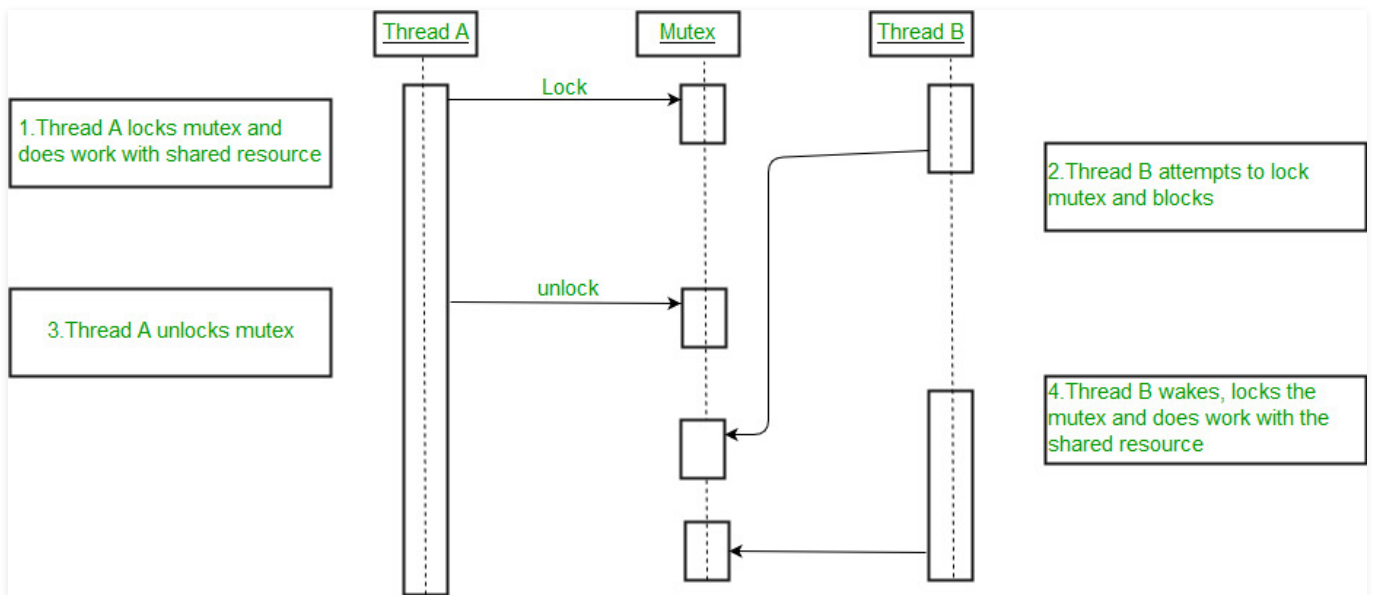 Thread A
Mutex
Thread B
Lock
1.Thread A locks mutex and
does work with shared resource
2.Thread B attempts to lock
mutex and blocks
unlock
3.Thread A unlocks mutex
4.Thread B wakes, locks the
mutex and does work with the
shared resource